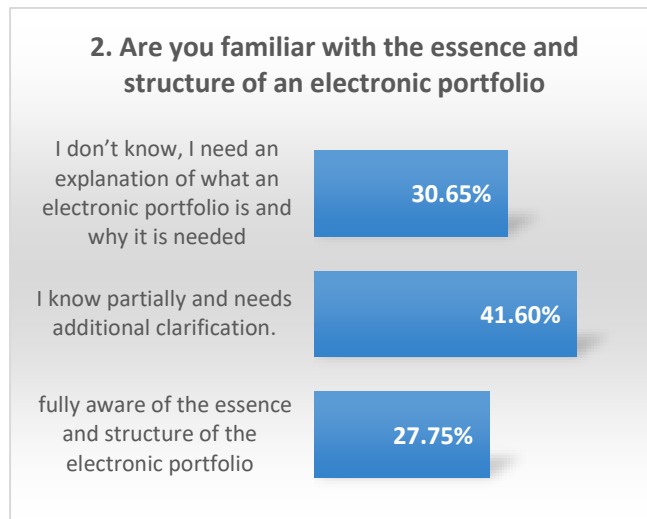 2. Are you familiar with the essence and
structure of an electronic portfolio
I don’t know, I need an
explanation of what an
electronic portfolio is and
why it is needed
30.65%
I know partially and needs
additional clarification.
41.60%
fully aware of the essence
and structure of the
electronic portfolio
27.75%